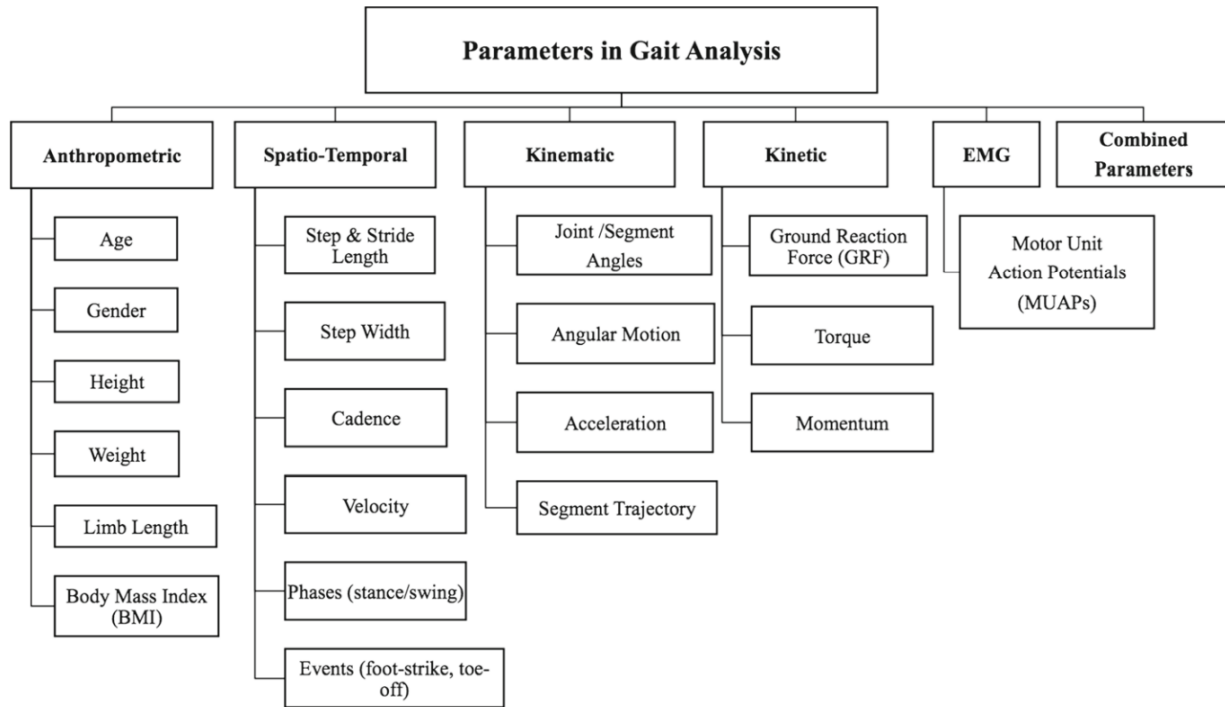 Parameters in Gait Analysis
Anthropometric
Age
Gender
Height
Weight
Limb Length
Body Mass Index
(BMI)
Spatio-Temporal
Step & Stride
Length
Step Width
Cadence
Velocity
Phases (stance/swing)
Events (foot-strike, toe-
off)
Kinematic
Joint /Segment
Angles
Angular Motion
Acceleration
Segment Trajectory
Kinetic
Ground Reaction
Force (GRF)
Torque
Momentum
EMG
Motor Unit
Action Potentials
(MUAPs)
Combined
Parameters